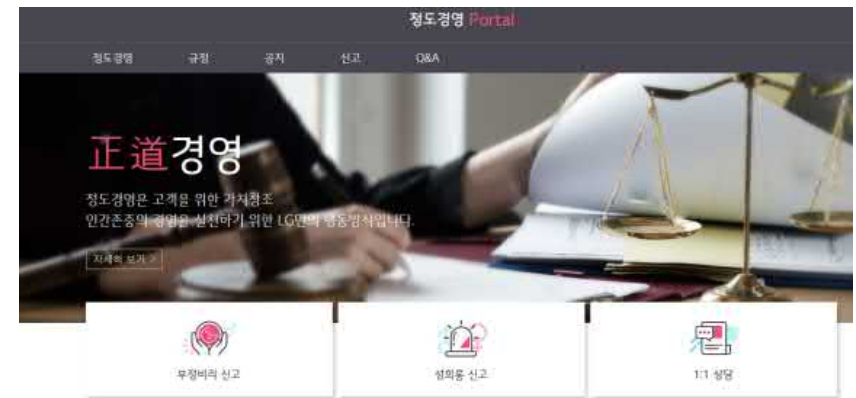 정도경영 Portal
정도경영 규정 공지 신고 Q&A
正道경영
정도경영은 고객을 위한 가치창조
인간존중의 경영을 실천하기 위한 LG만의 행동방식입니다.
자세히 보기 >
부정비리 신고
성희롱 신고
1:1 상담